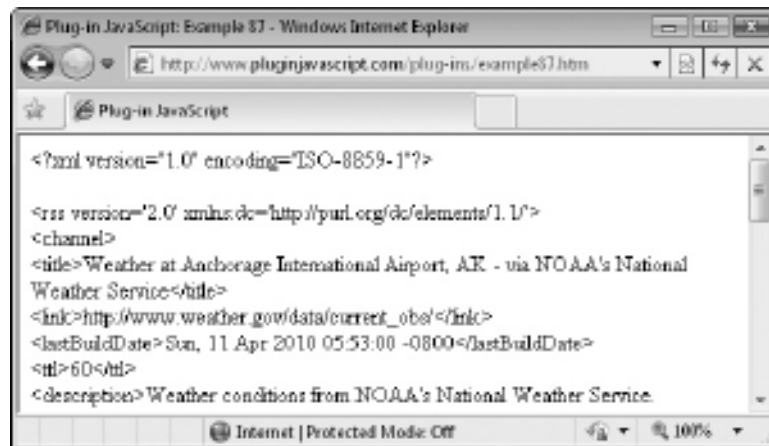 Plug-in JavaScript: Example 87 - Windows Internet Explorer
http://www.pluginjavascript.com/plug-ins/example87.htm
Plug-in JavaScript
<?xml version="1.0" encoding="ISO-8859-1"?>
<rss version='2.0' xmlns:dc='http://purl.org/dc/elements/1.1/'>
<channel>
<title>Weather at Anchorage International Airport, AK - via NOAA's National
Weather Service</title>
<link>http://www.weather.gov/data/current_obs/</link>
<lastBuildDate>Sun, 11 Apr 2010 05:53:00 -0800</lastBuildDate>
<ttl>60</ttl>
<description>Weather conditions from NOAA's National Weather Service.
Internet | Protected Mode: Off
100%